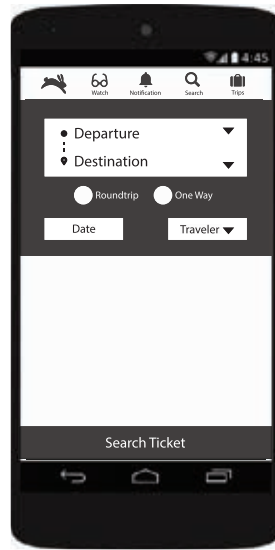 4:45
Watch Notification Search Trips
Departure
Destination
Roundtrip One Way
Date Traveler
Search Ticket